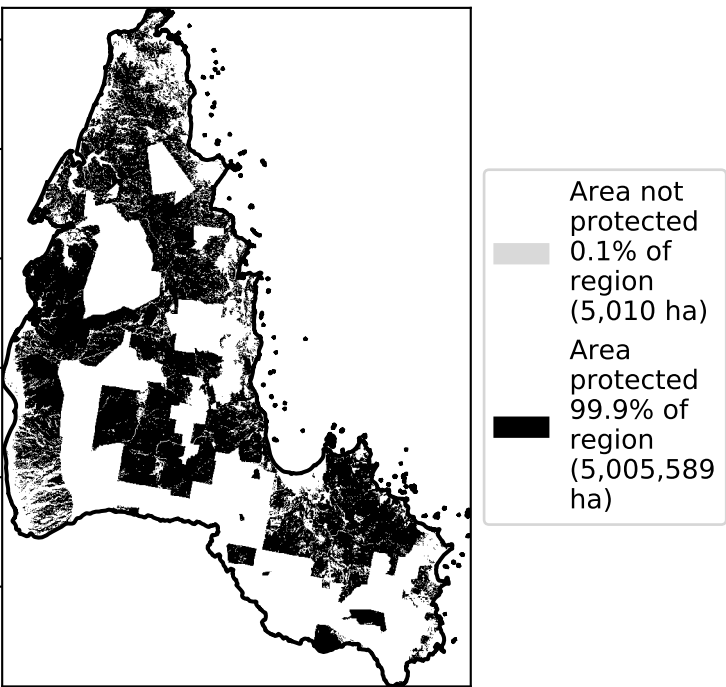 Area not
protected
0.1% of
region
(5,010 ha)
Area
protected
99.9% of
region
(5,005,589
ha)